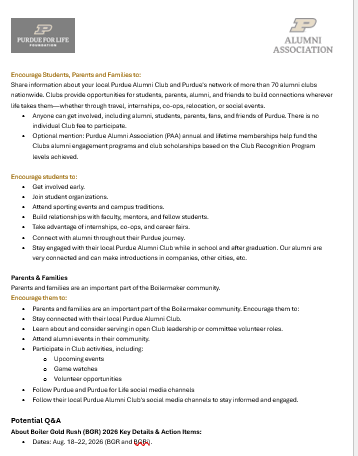 PURDUE FOR LIFE
FOUNDATION
PURDUE
ALUMNI
ASSOCIATION
Encourage Students, Parents and Families to:
Share information about your local Purdue Alumni Club and Purdue's network of more than 70 alumni clubs
nationwide. Clubs provide opportunities for students, parents, alumni, and friends to build connections wherever
life takes them—whether through travel, internships, co-ops, relocation, or social events.
• Anyone can get involved, including alumni, students, parents, fans, and friends of Purdue. There is no
individual Club fee to participate.
• Optional mention: Purdue Alumni Association (PAA) annual and lifetime memberships help fund the
Clubs alumni engagement programs and club scholarships based on the Club Recognition Program
levels achieved.
Encourage students to:
• Get involved early.
• Join student organizations.
• Attend sporting events and campus traditions.
• Build relationships with faculty, mentors, and fellow students.
• Take advantage of internships, co-ops, and career fairs.
• Connect with alumni throughout their Purdue journey.
• Stay engaged with their local Purdue Alumni Club while in school and after graduation. Our alumni are
very connected and can make introductions in companies, other cities, etc.
Parents & Families
Parents and families are an important part of the Boilermaker community.
Encourage them to:
• Parents and families are an important part of the Boilermaker community. Encourage them to:
• Stay connected with their local Purdue Alumni Club.
• Learn about and consider serving in open Club leadership or committee volunteer roles.
• Attend alumni events in their community.
• Participate in Club activities, including:
o Upcoming events
o Game watches
o Volunteer opportunities
• Follow Purdue and Purdue for Life social media channels
• Follow their local Purdue Alumni Club's social media channels to stay informed and engaged.
Potential Q&A
About Boiler Gold Rush (BGR) 2026 Key Details & Action Items:
• Dates: Aug. 18–22, 2026 (BGR and BGRi).